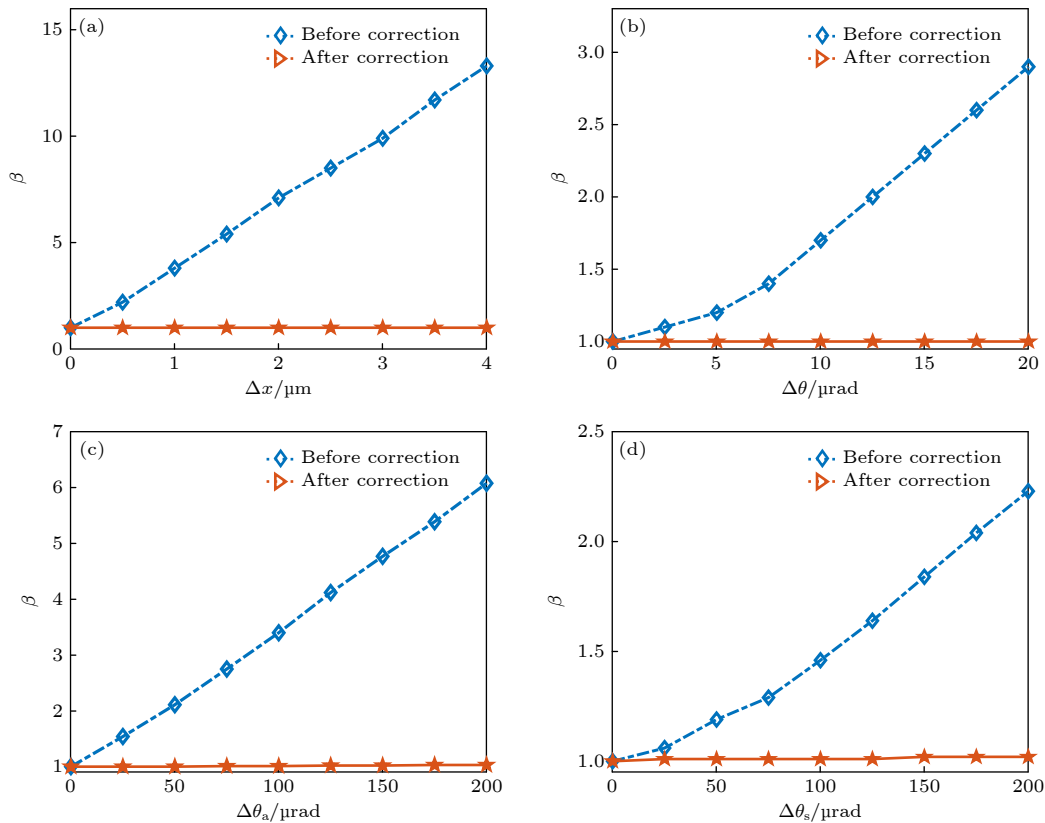 (a)
Before correction
After correction
15
10
5
0
β
0 1 2 3 4
Δx/μm
(b)
Before correction
After correction
3.0
2.5
2.0
1.5
1.0
β
0 5 10 15 20
Δθ/μrad
(c)
Before correction
After correction
7
6
5
4
3
2
1
β
0 50 100 150 200
Δθa/μrad
(d)
Before correction
After correction
2.5
2.0
1.5
1.0
β
0 50 100 150 200
Δθs/μrad